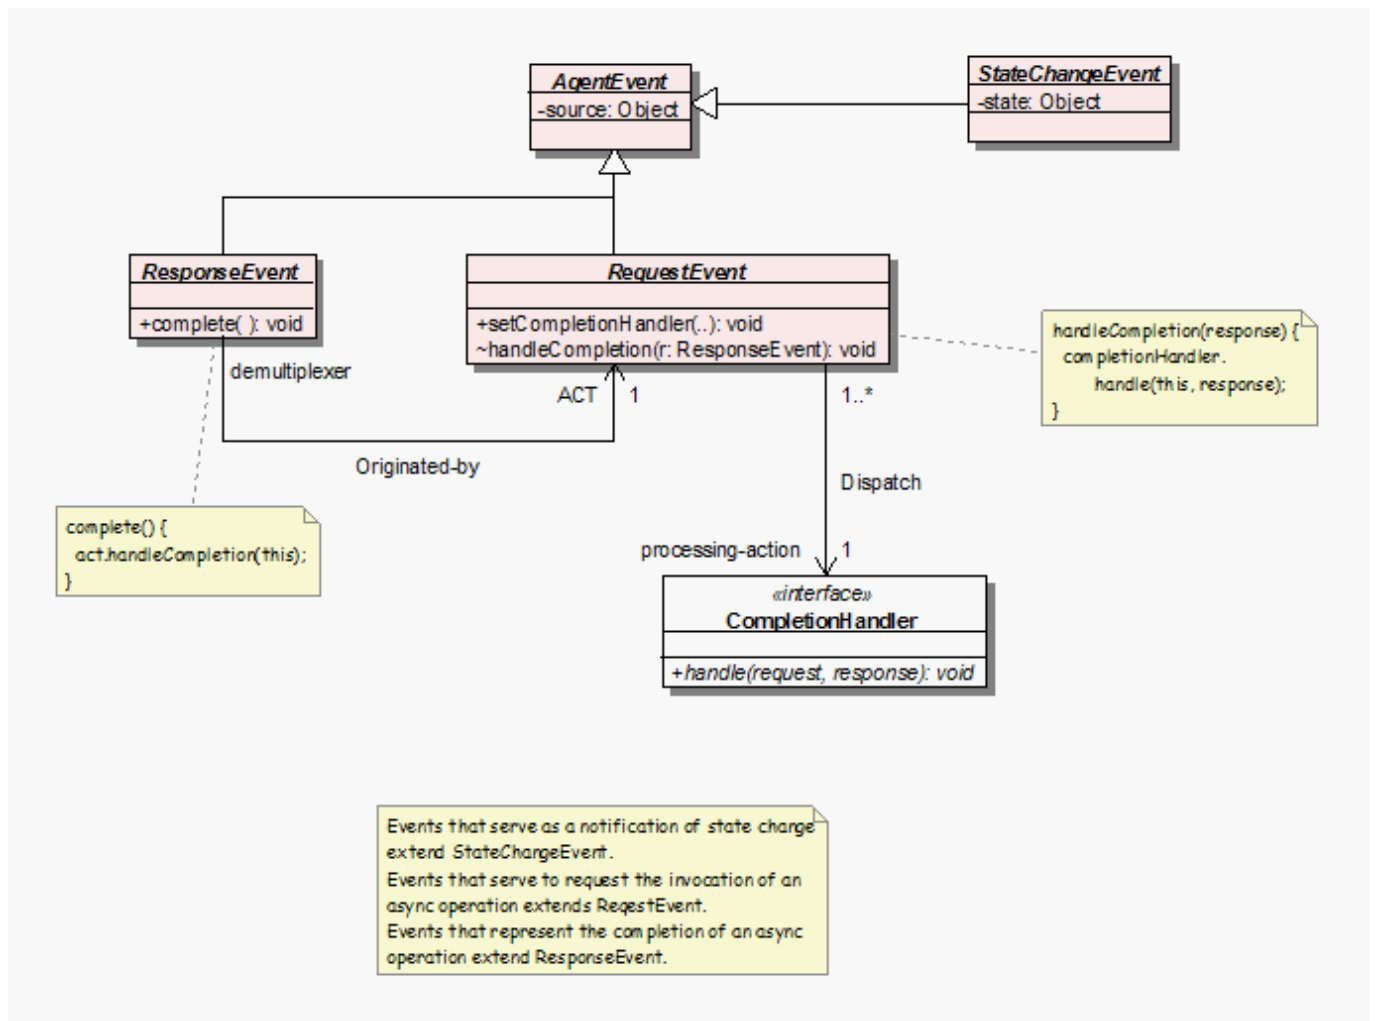 AgentEvent
-source: Object
StateChangeEvent
-state: Object
ResponseEvent
+complete( ): void
RequestEvent
+setCompletionHandler(..): void
~handleCompletion(r: ResponseEvent): void
handleCompletion(response) {
completionHandler.
handle(this, response);
}
demultiplexer
ACT
1
1..*
Originated-by
Dispatch
complete() {
act.handleCompletion(this);
}
processing-action
1
«interface»
CompletionHandler
+handle(request, response): void
Events that serve as a notification of state change
extend StateChangeEvent.
Events that serve to request the invocation of an
async operation extends ReqestEvent.
Events that represent the completion of an async
operation extend ResponseEvent.